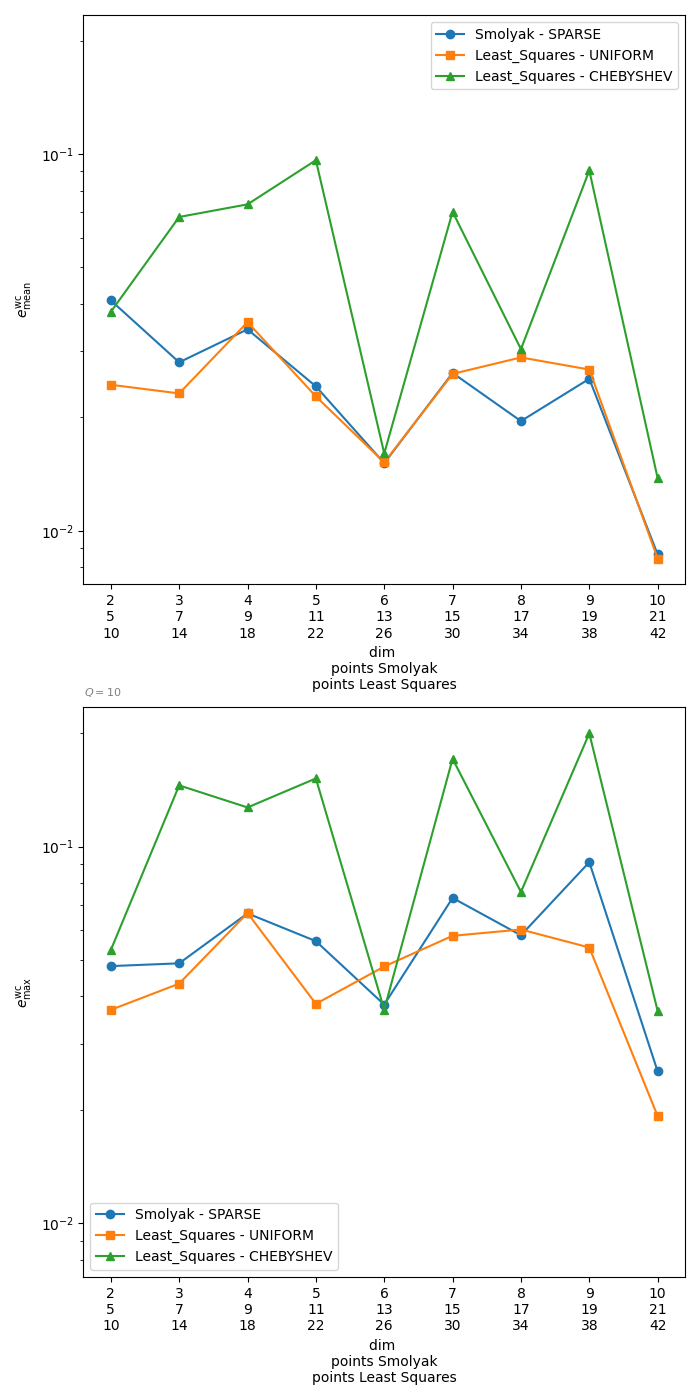 Smolyak - SPARSE
Least_Squares - UNIFORM
Least_Squares - CHEBYSHEV
10⁻¹
10⁻²
e^wc_mean
2 3 4 5 6 7 8 9 10
5 7 9 11 13 15 17 19 21
10 14 18 22 26 30 34 38 42
dim
points Smolyak
points Least Squares
Q = 10
10⁻¹
10⁻²
e^wc_max
Smolyak - SPARSE
Least_Squares - UNIFORM
Least_Squares - CHEBYSHEV
2 3 4 5 6 7 8 9 10
5 7 9 11 13 15 17 19 21
10 14 18 22 26 30 34 38 42
dim
points Smolyak
points Least Squares